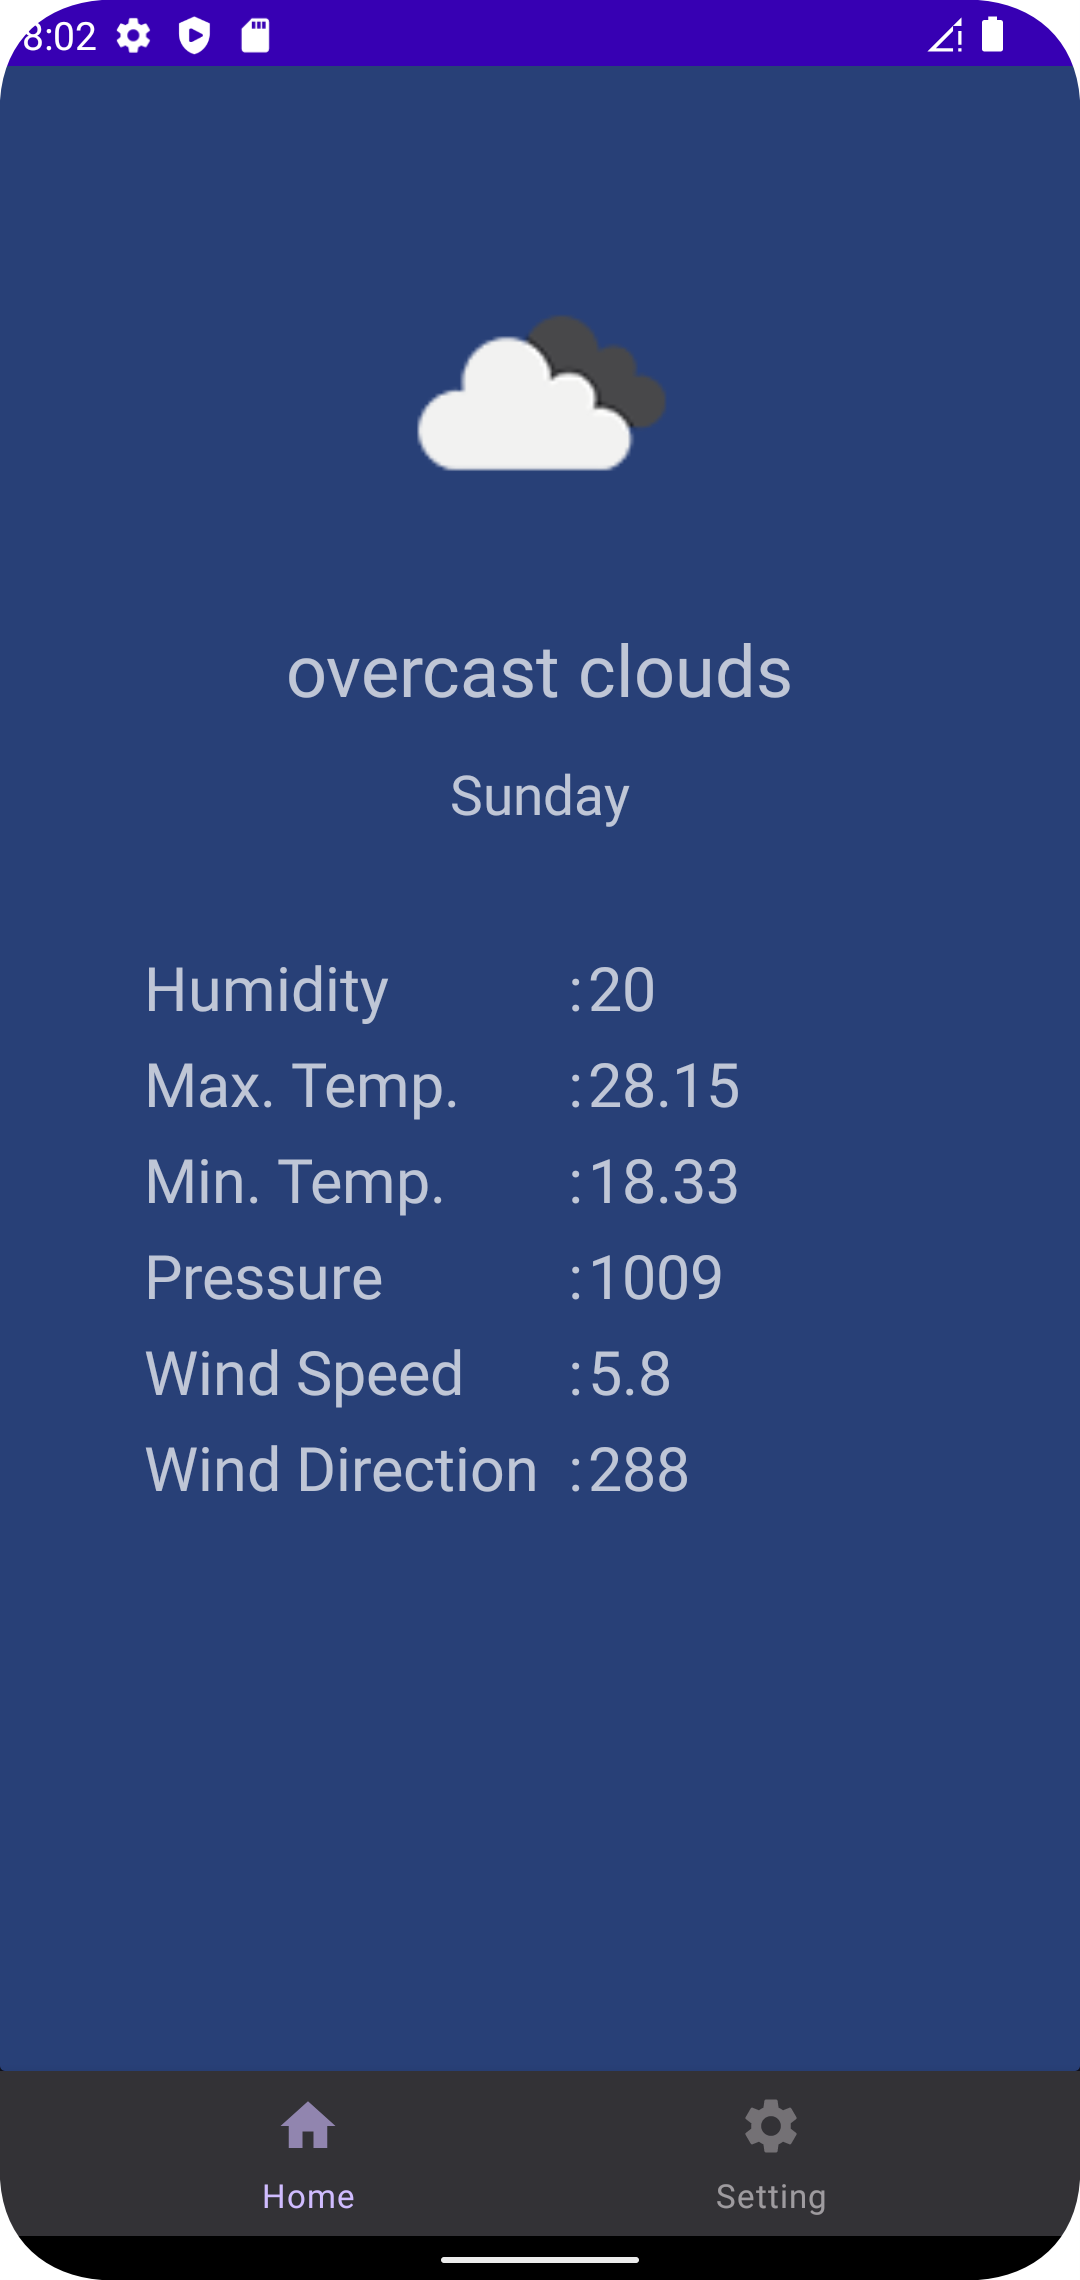 8:02
overcast clouds
Sunday
Humidity :20
Max. Temp. :28.15
Min. Temp. :18.33
Pressure :1009
Wind Speed :5.8
Wind Direction :288
Home Setting